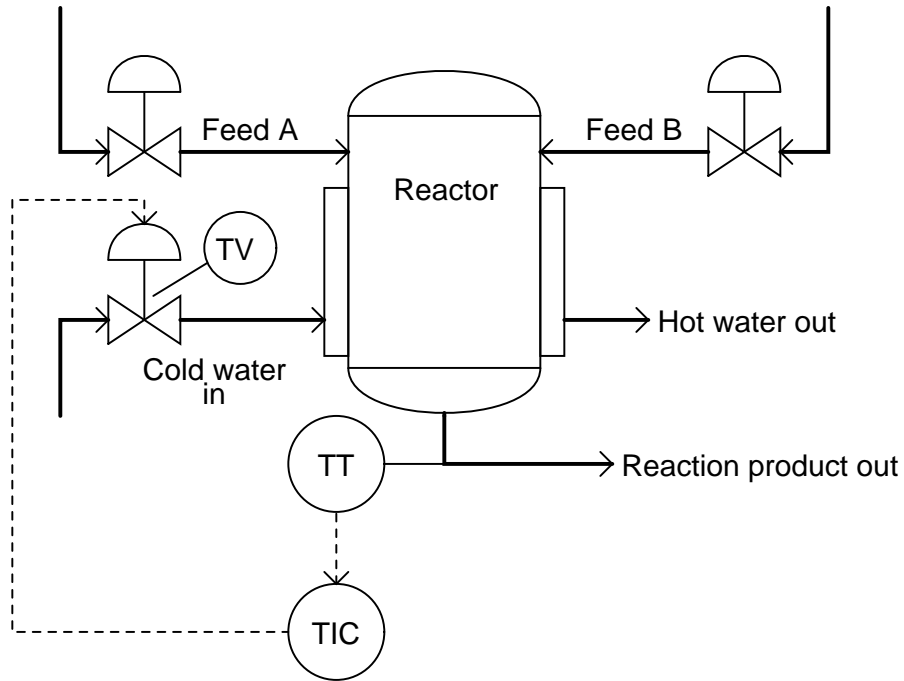 Feed A
Feed B
Reactor
TV
Hot water out
Cold water
in
TT
Reaction product out
TIC